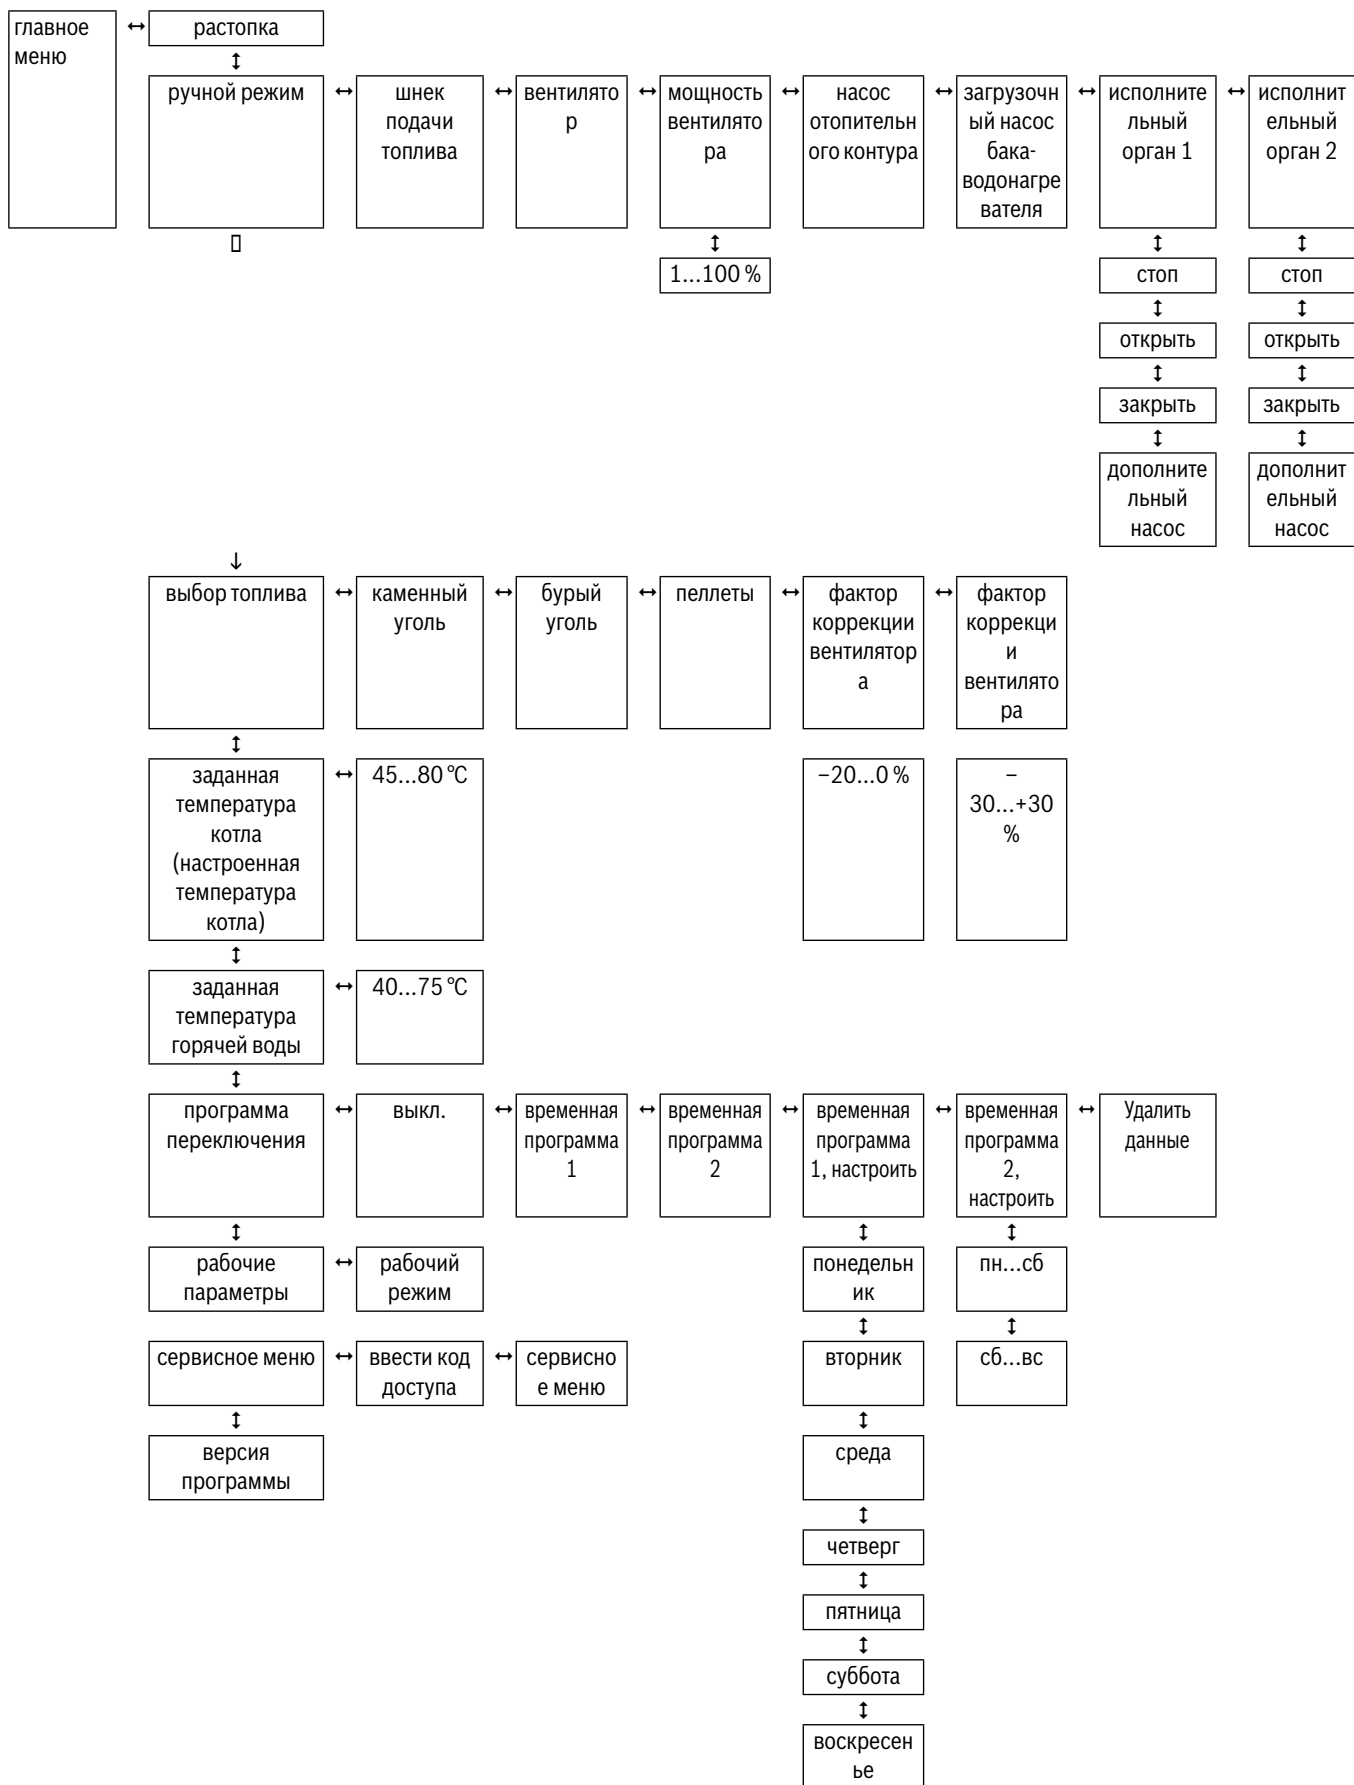 главное
меню
↔
растопка
↕
ручной режим
↔
шнек
подачи
топлива
↔
вентилято
р
↔
мощность
вентилято
ра
↔
насос
отопительн
ого контура
↔
загрузочн
ый насос
бака-
водонагре
вателя
↔
исполните
льный
орган 1
↔
исполнит
ельный
орган 2
▯
↕
1...100 %
↕
стоп
↕
открыть
↕
закрыть
↕
дополните
льный
насос
↕
стоп
↕
открыть
↕
закрыть
↕
дополнит
ельный
насос
↓
выбор топлива
↔
каменный
уголь
↔
бурый
уголь
↔
пеллеты
↔
фактор
коррекции
вентилятор
а
↔
фактор
коррекци
и
вентилято
ра
↕
заданная
температура
котла
(настроенная
температура
котла)
↔
45...80 °C
−20...0 %
−
30...+30
%
↕
заданная
температура
горячей воды
↔
40...75 °C
↕
программа
переключения
↔
выкл.
↔
временная
программа
1
↔
временная
программа
2
↔
временная
программа
1, настроить
↔
временная
программа
2,
настроить
↔
Удалить
данные
↕
рабочие
параметры
↔
рабочий
режим
↕
понедельн
ик
↕
пн...сб
↕
сервисное меню
↔
ввести код
доступа
↔
сервисно
е меню
вторник
↕
сб...вс
↕
версия
программы
↕
среда
↕
четверг
↕
пятница
↕
суббота
↕
воскресен
ье